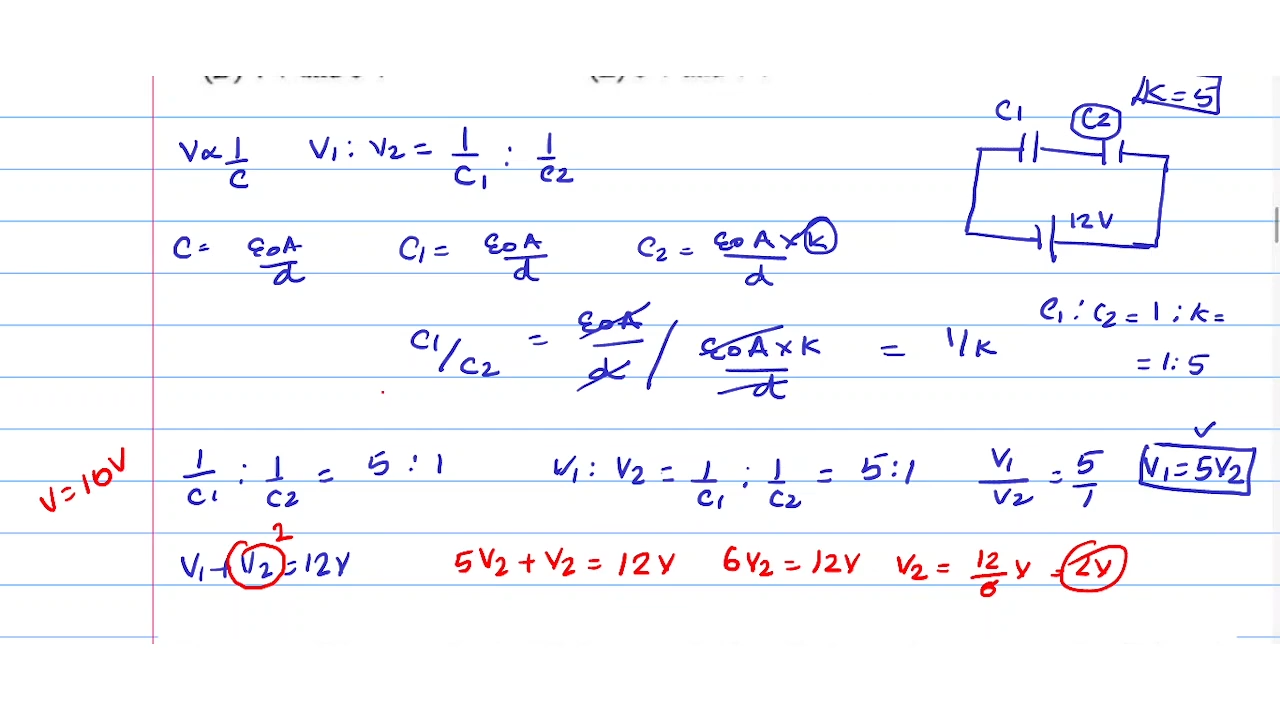 C1 C2 K = 5
V∝1/C V1 : V2 = 1/C1 : 1/C2
12V
C = ε0A/d C1 = ε0A/d C2 = ε0A×k/d
C1/C2 = ε0A/d / ε0A×K/d = 1/K
C1 : C2 = 1 : K =
= 1 : 5
V=10V
1/C1 : 1/C2 = 5 : 1 V1 : V2 = 1/C1 : 1/C2 = 5 : 1 V1/V2 = 5/1 V1 = 5V2
2
V1 + V2 = 12V 5V2 + V2 = 12V 6V2 = 12V V2 = 12/6 V = 2V